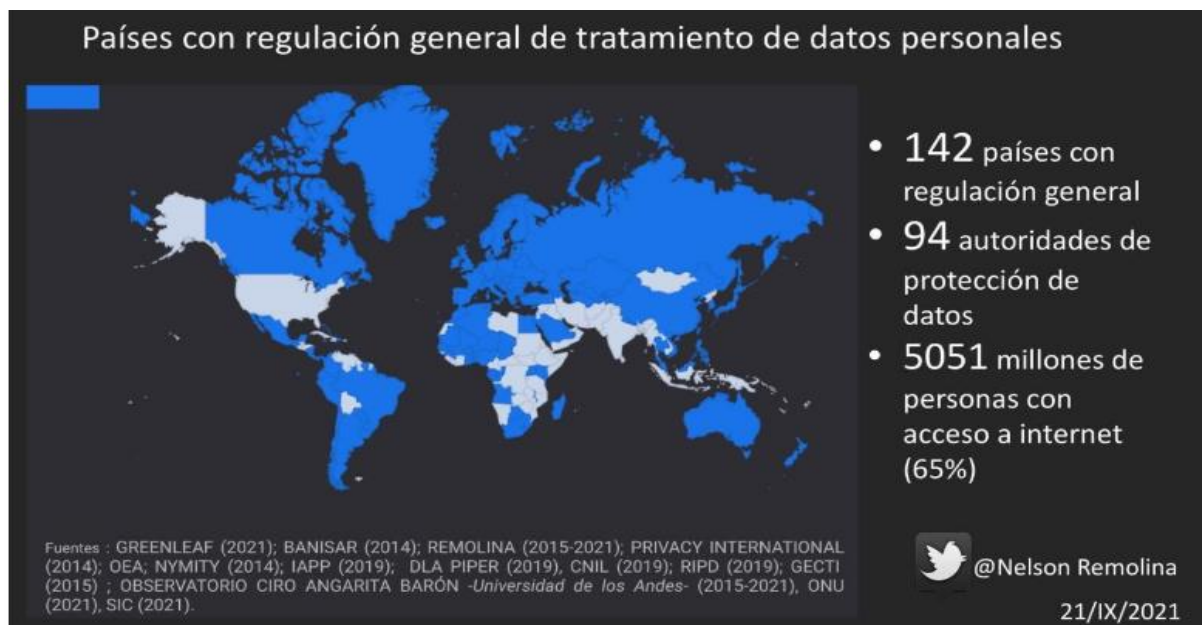 Países con regulación general de tratamiento de datos personales
• 142 países con
regulación general
• 94 autoridades de
protección de
datos
• 5051 millones de
personas con
acceso a internet
(65%)
Fuentes : GREENLEAF (2021); BANISAR (2014); REMOLINA (2015-2021); PRIVACY INTERNATIONAL
(2014); OEA; NYMITY (2014); IAPP (2019); DLA PIPER (2019), CNIL (2019); RIPD (2019); GECTI
(2015) ; OBSERVATORIO CIRO ANGARITA BARÓN -Universidad de los Andes- (2015-2021), ONU
(2021), SIC (2021).
@Nelson Remolina
21/IX/2021